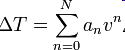 ΔT = \sum_{n=0}^{N} a_n v^n